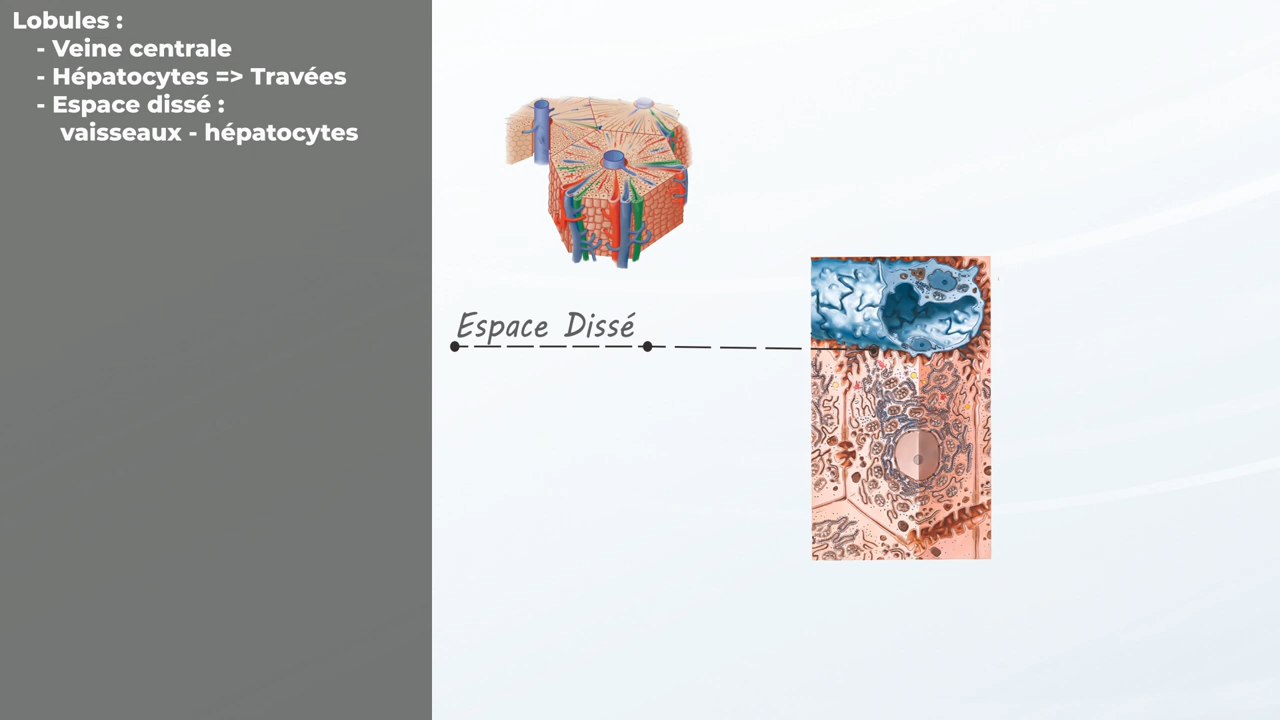 Lobules :
- Veine centrale
- Hépatocytes => Travées
- Espace dissé :
vaisseaux - hépatocytes
Espace Dissé